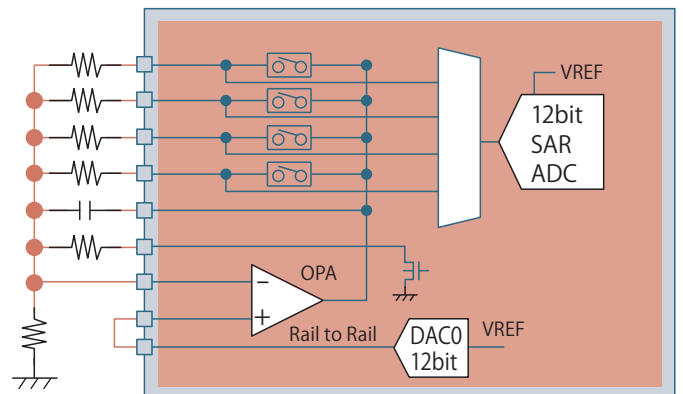 VREF
12bit
SAR
ADC
OPA
−
+
Rail to Rail
DAC0
12bit
VREF